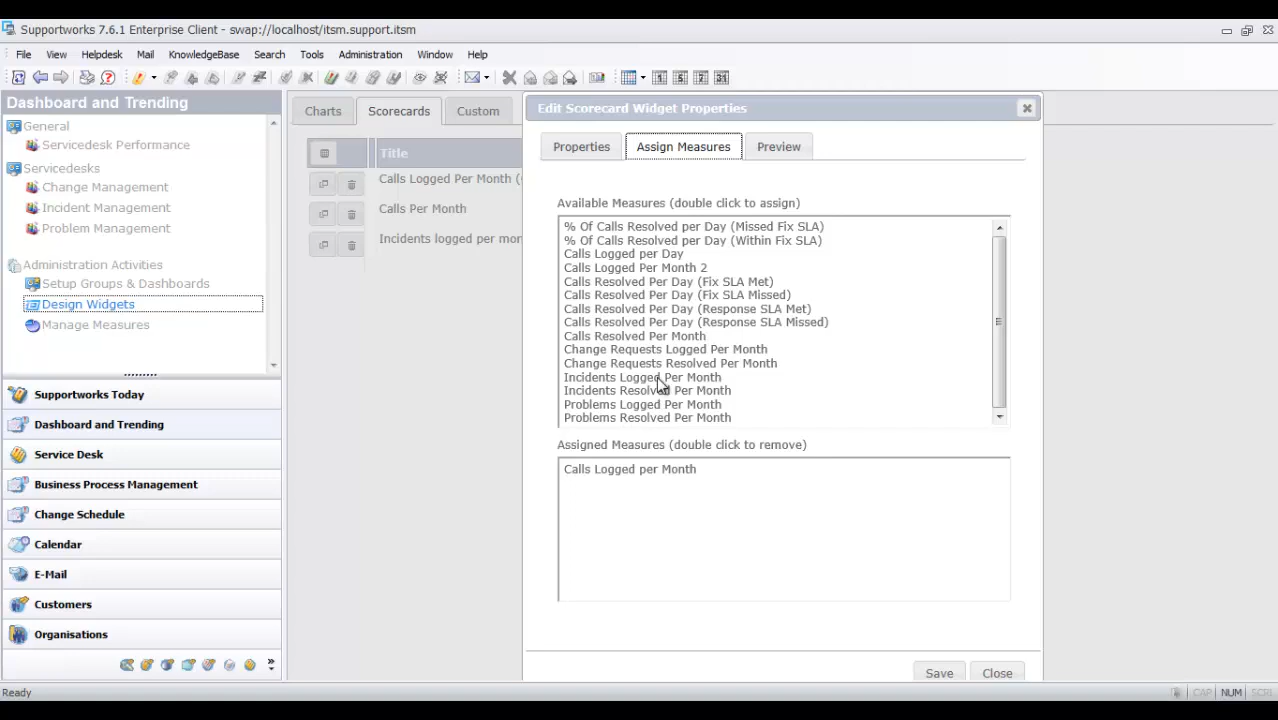 Supportworks 7.6.1 Enterprise Client - swap://localhost/itsm.support.itsm
File View Helpdesk Mail KnowledgeBase Search Tools Administration Window Help
Dashboard and Trending
General
Servicedesk Performance
Servicedesks
Change Management
Incident Management
Problem Management
Administration Activities
Setup Groups & Dashboards
Design Widgets
Manage Measures
Supportworks Today
Dashboard and Trending
Service Desk
Business Process Management
Change Schedule
Calendar
E-Mail
Customers
Organisations
Charts Scorecards Custom
Title
Calls Logged Per Month (
Calls Per Month
Incidents logged per mon
Edit Scorecard Widget Properties
Properties Assign Measures Preview
Available Measures (double click to assign)
% Of Calls Resolved per Day (Missed Fix SLA)
% Of Calls Resolved per Day (Within Fix SLA)
Calls Logged per Day
Calls Logged Per Month 2
Calls Resolved Per Day (Fix SLA Met)
Calls Resolved Per Day (Fix SLA Missed)
Calls Resolved Per Day (Response SLA Met)
Calls Resolved Per Day (Response SLA Missed)
Calls Resolved Per Month
Change Requests Logged Per Month
Change Requests Resolved Per Month
Incidents Logged Per Month
Incidents Resolved Per Month
Problems Logged Per Month
Problems Resolved Per Month
Assigned Measures (double click to remove)
Calls Logged per Month
Save Close
Ready
CAP NUM SCRL